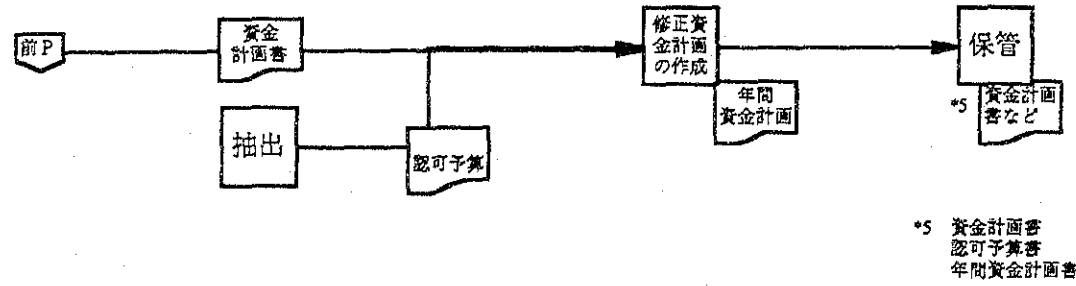 前P
資金
計画書
修正資
金計画
の作成
保管
年間
資金計画
*5
資金計画
書など
抽出
認可予算
*5 資金計画書
認可予算書
年間資金計画書